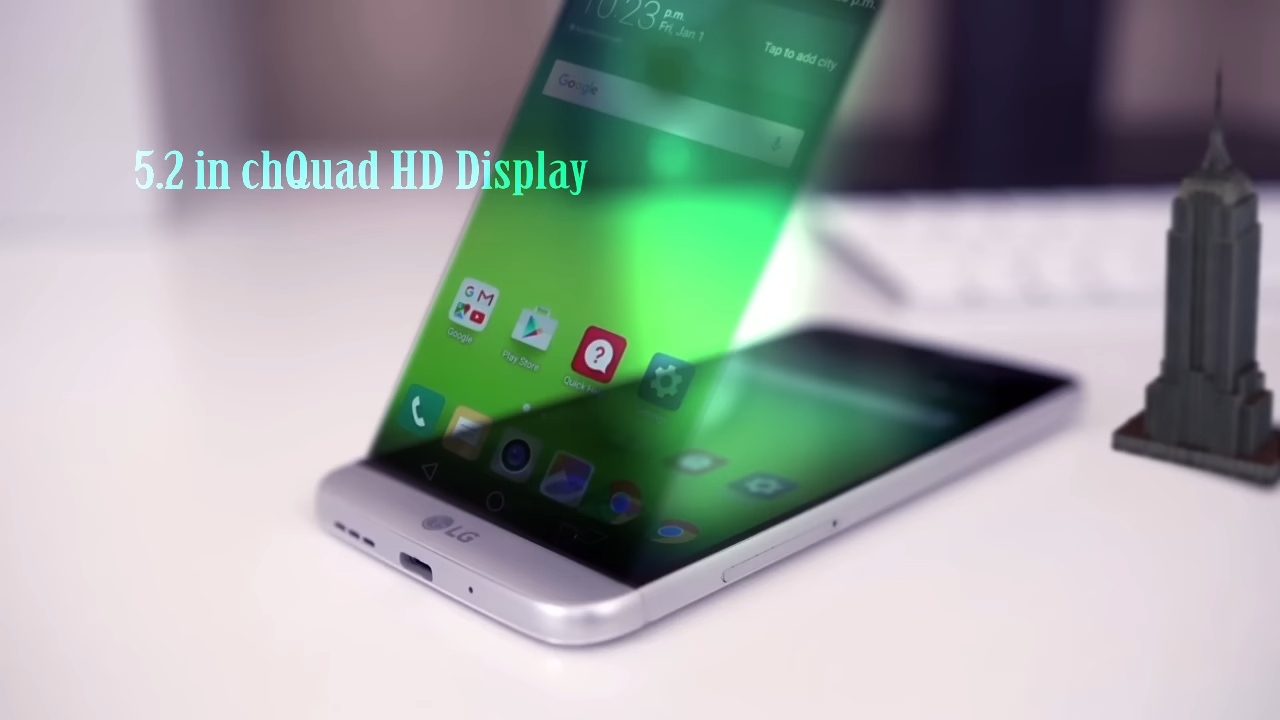 10:23 p.m.
Fri, Jan 1
Tap to add city
Google
5.2 in chQuad HD Display
Google
Play Store
LG